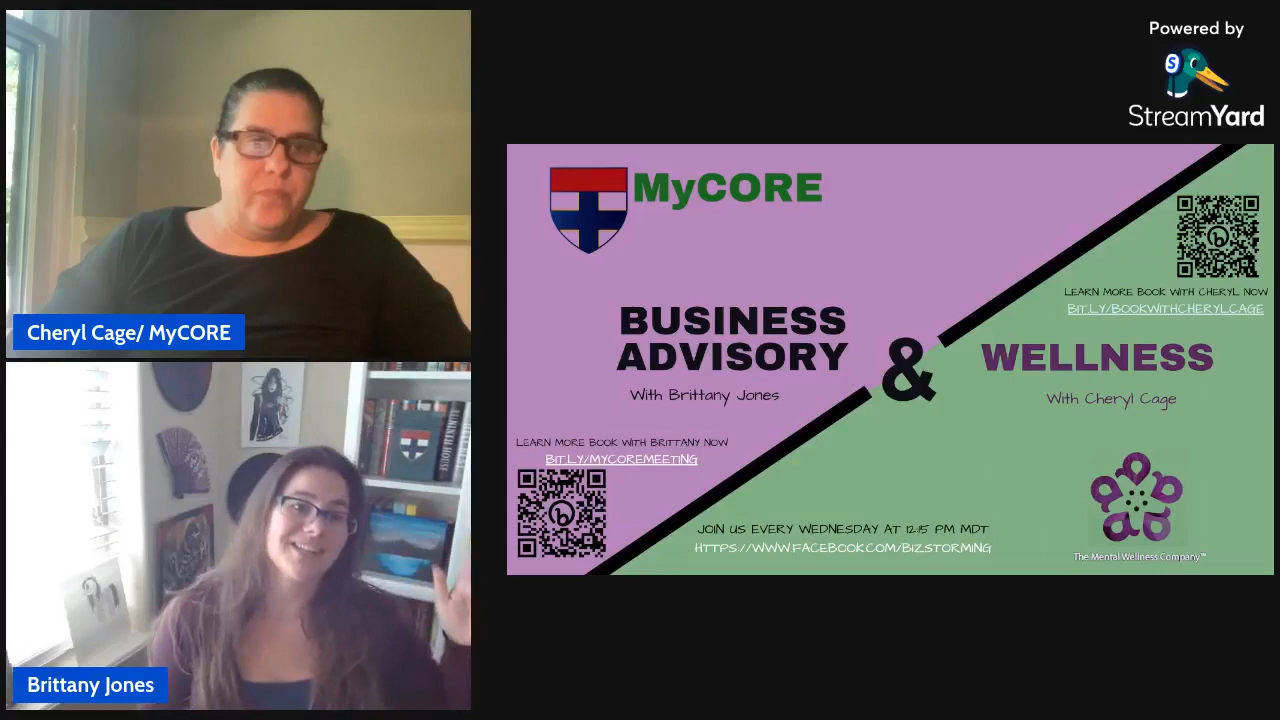 Powered by
StreamYard
Cheryl Cage/ MyCORE
Brittany Jones
MyCORE
BUSINESS
ADVISORY
With Brittany Jones
&
WELLNESS
With Cheryl Cage
LEARN MORE BOOK WITH CHERYL NOW
BIT.LY/BOOKWITHCHERYLCAGE
LEARN MORE BOOK WITH BRITTANY NOW
BIT.LY/MYCOREMEETING
JOIN US EVERY WEDNESDAY AT 12:15 PM MDT
HTTPS://WWW.FACEBOOK.COM/BIZSTORMING
The Mental Wellness Company™